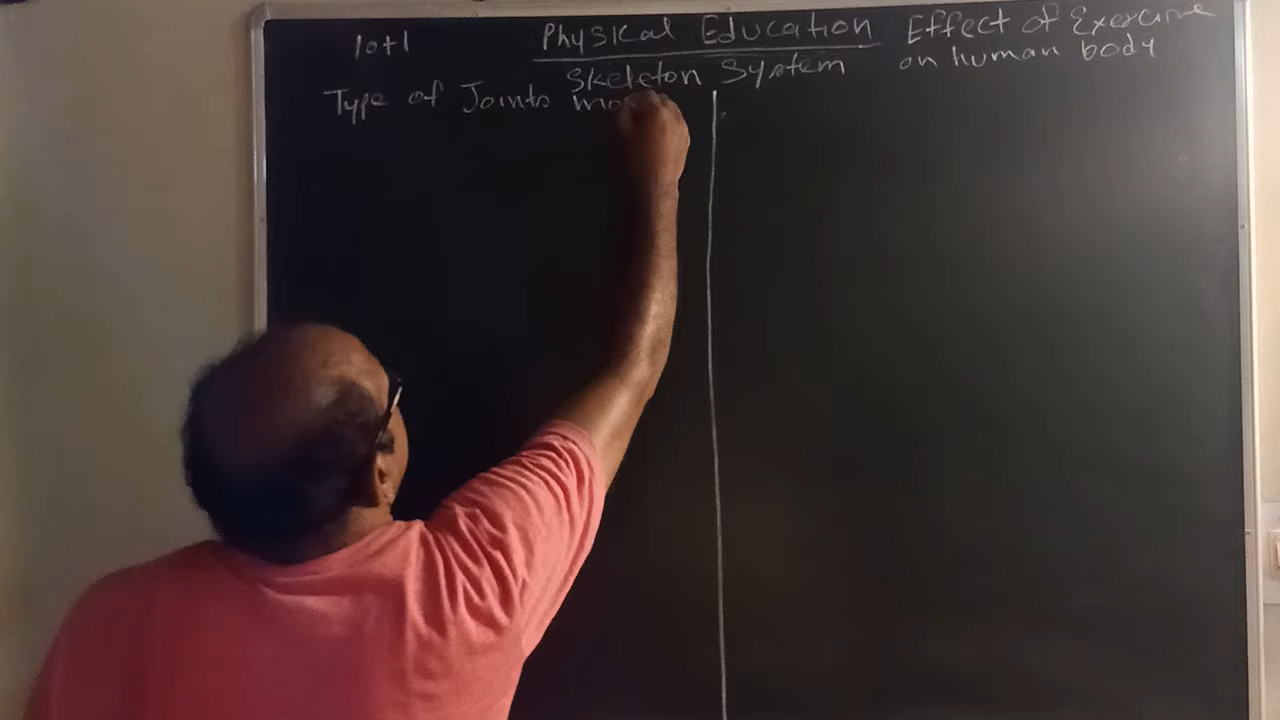 10+1
Physical Education
Effect of Exercise
on human body
Skeleton System
Type of Joints